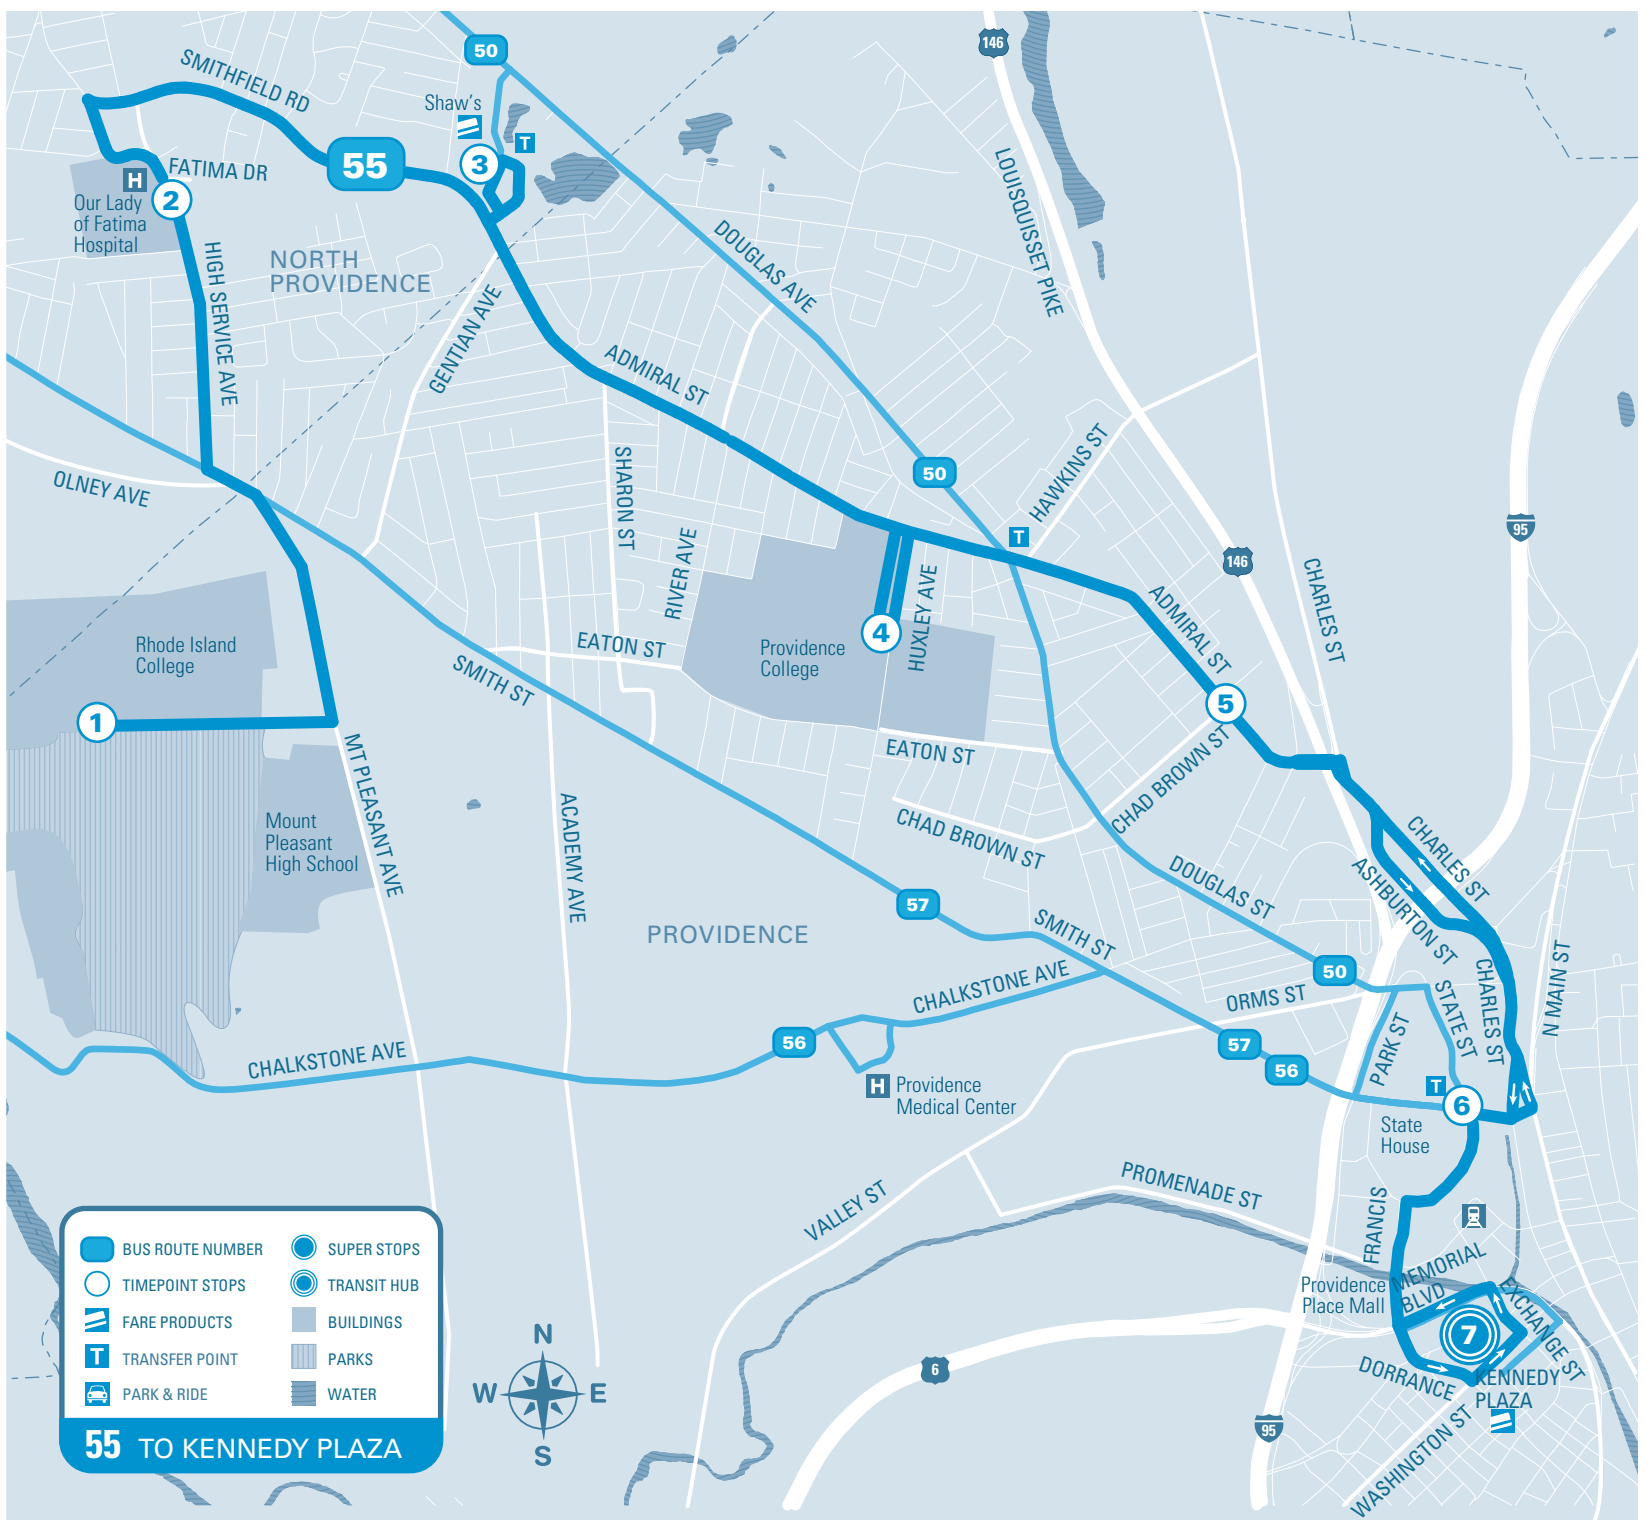 50
146
SMITHFIELD RD
Shaw's
T
3
55
FATIMA DR
H
2
Our Lady
of Fatima
Hospital
LOUISQUISSET PIKE
DOUGLAS AVE
NORTH
PROVIDENCE
HIGH SERVICE AVE
GENTIAN AVE
ADMIRAL ST
OLNEY AVE
SHARON ST
50
HAWKINS ST
T
95
146
RIVER AVE
HUXLEY AVE
CHARLES ST
ADMIRAL ST
Rhode Island
College
EATON ST
Providence
College
4
SMITH ST
1
5
EATON ST
MT PLEASANT AVE
CHAD BROWN ST
Mount
Pleasant
High School
ACADEMY AVE
CHAD BROWN ST
CHARLES ST
ASHBURTON ST
DOUGLAS ST
57
PROVIDENCE
SMITH ST
50
CHALKSTONE AVE
ORMS ST
STATE ST
CHARLES ST
N MAIN ST
PARK ST
56
57
56
CHALKSTONE AVE
H
Providence
Medical Center
T
6
State
House
PROMENADE ST
VALLEY ST
FRANCIS
MEMORIAL
BLVD
Providence
Place Mall
EXCHANGE ST
7
DORRANCE
KENNEDY
PLAZA
WASHINGTON ST
6
95
BUS ROUTE NUMBER
SUPER STOPS
TIMEPOINT STOPS
TRANSIT HUB
FARE PRODUCTS
BUILDINGS
T
TRANSFER POINT
PARKS
PARK & RIDE
WATER
55 TO KENNEDY PLAZA
N
W
E
S